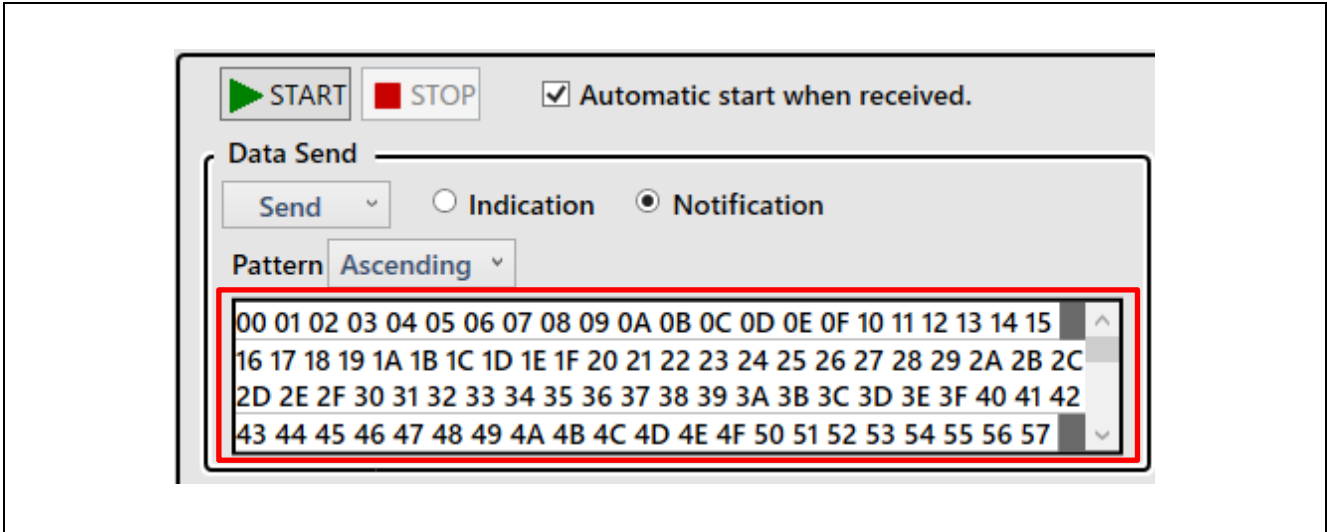 START STOP Automatic start when received.
Data Send
Send Indication Notification
Pattern Ascending
00 01 02 03 04 05 06 07 08 09 0A 0B 0C 0D 0E 0F 10 11 12 13 14 15
16 17 18 19 1A 1B 1C 1D 1E 1F 20 21 22 23 24 25 26 27 28 29 2A 2B 2C
2D 2E 2F 30 31 32 33 34 35 36 37 38 39 3A 3B 3C 3D 3E 3F 40 41 42
43 44 45 46 47 48 49 4A 4B 4C 4D 4E 4F 50 51 52 53 54 55 56 57